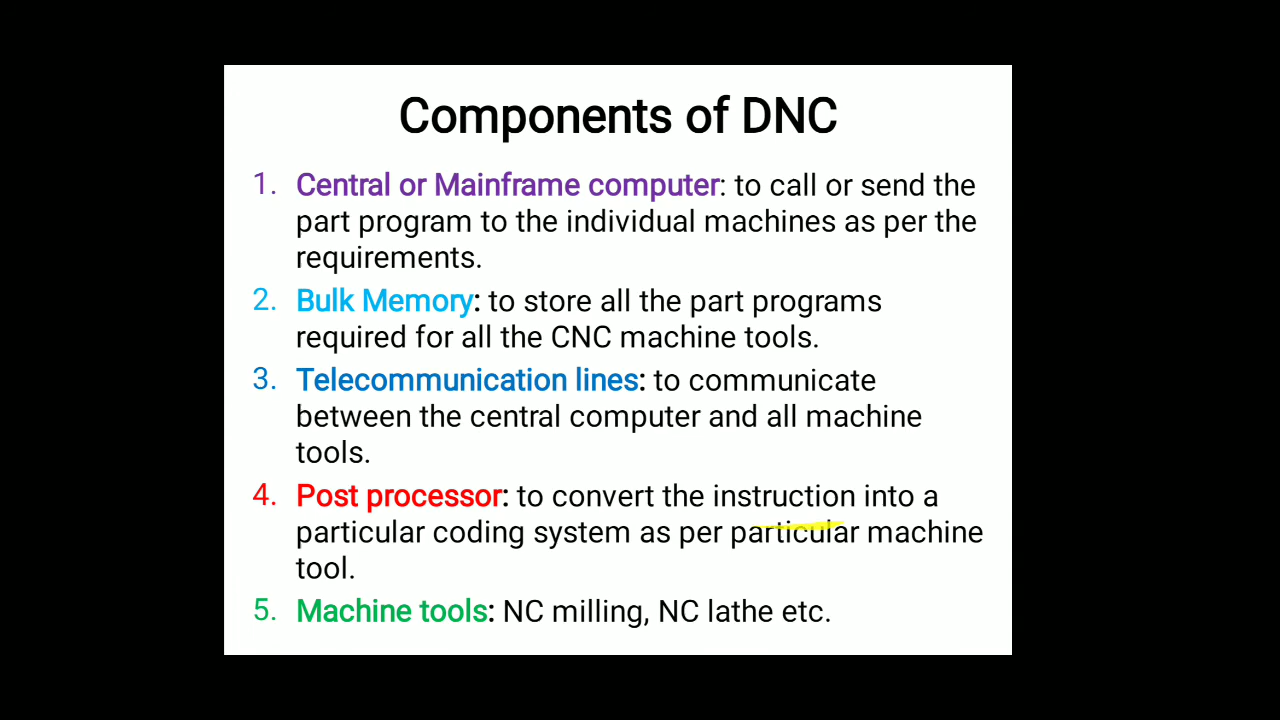 Components of DNC
1. Central or Mainframe computer: to call or send the
part program to the individual machines as per the
requirements.
2. Bulk Memory: to store all the part programs
required for all the CNC machine tools.
3. Telecommunication lines: to communicate
between the central computer and all machine
tools.
4. Post processor: to convert the instruction into a
particular coding system as per particular machine
tool.
5. Machine tools: NC milling, NC lathe etc.